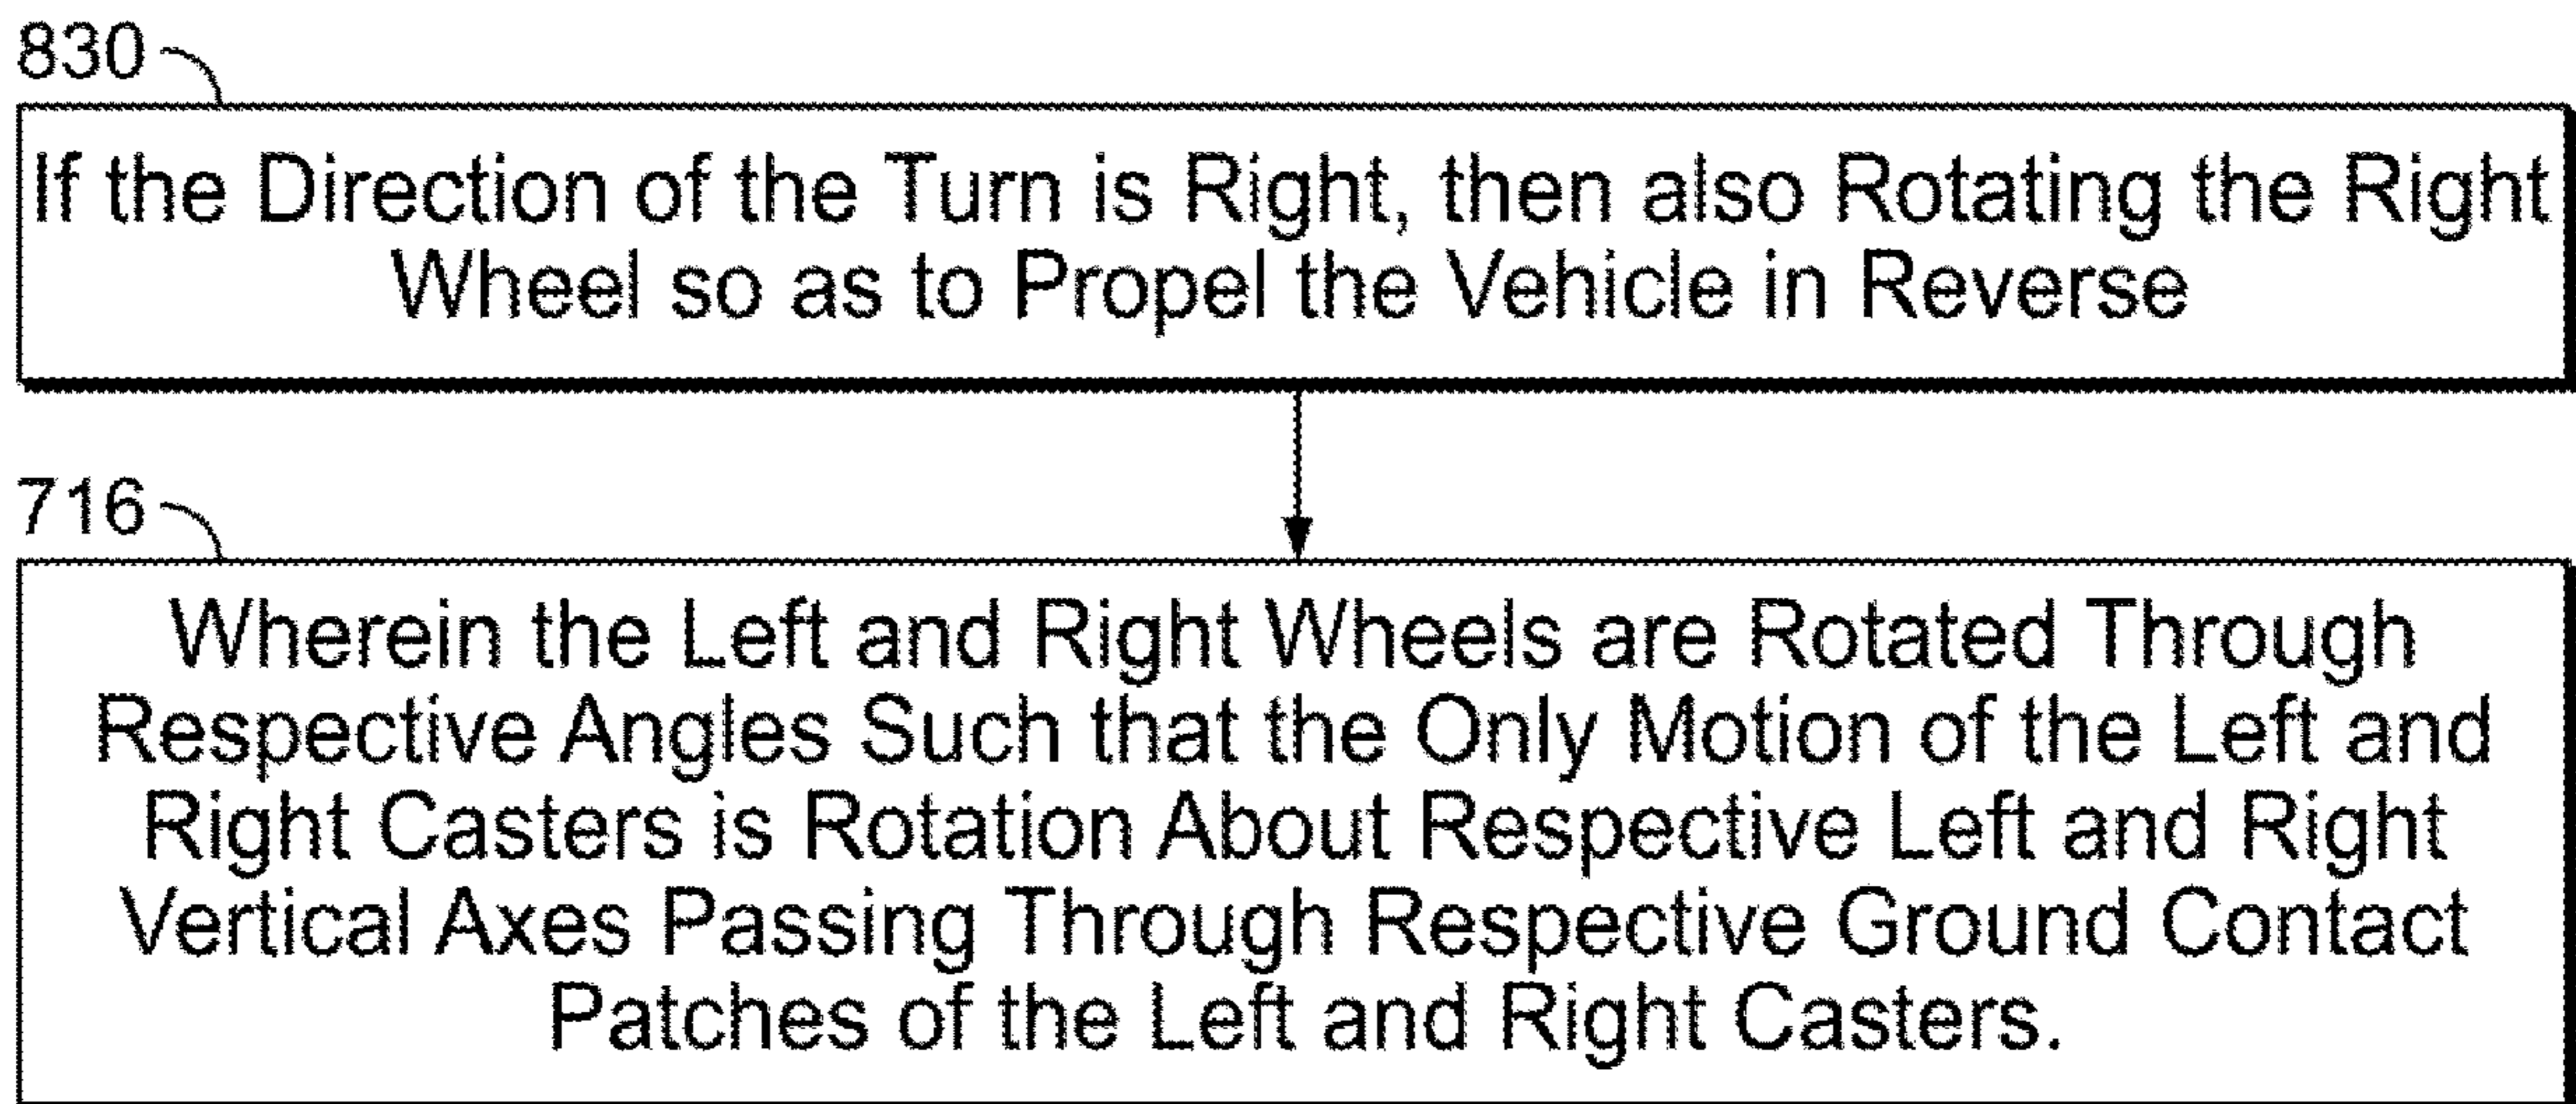 830
If the Direction of the Turn is Right, then also Rotating the Right
Wheel so as to Propel the Vehicle in Reverse
716
Wherein the Left and Right Wheels are Rotated Through
Respective Angles Such that the Only Motion of the Left and
Right Casters is Rotation About Respective Left and Right
Vertical Axes Passing Through Respective Ground Contact
Patches of the Left and Right Casters.